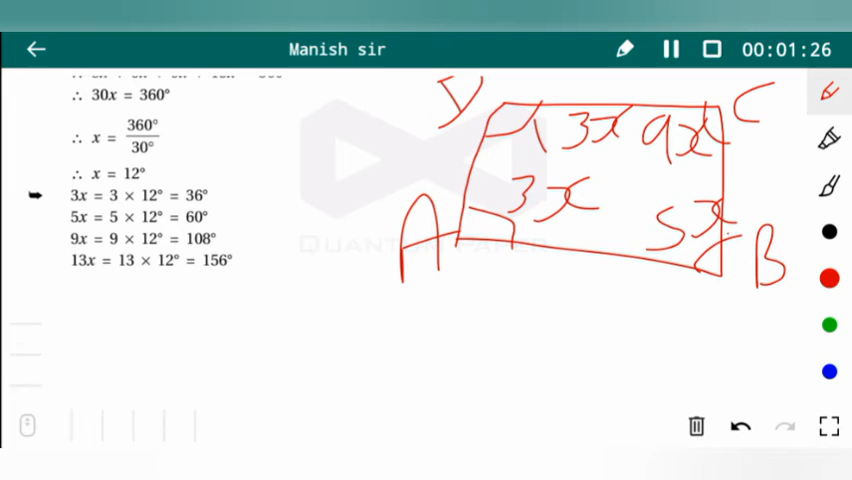 Manish sir
00:01:26
∴ 30x = 360°
∴ x = 360° / 30°
∴ x = 12°
➥ 3x = 3 × 12° = 36°
5x = 5 × 12° = 60°
9x = 9 × 12° = 108°
13x = 13 × 12° = 156°
D C
13x 9x
3x 5x
A B